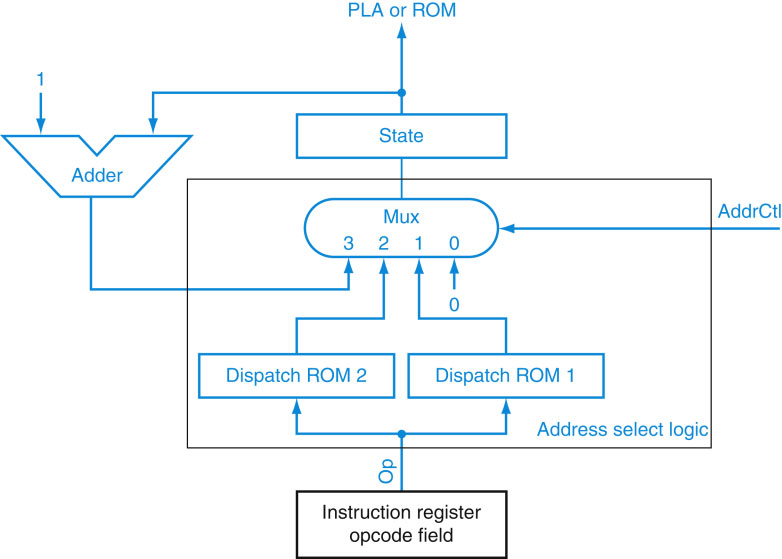 PLA or ROM
1
State
Adder
Mux
AddrCtl
3 2 1 0
0
Dispatch ROM 2
Dispatch ROM 1
Address select logic
Op
Instruction register
opcode field